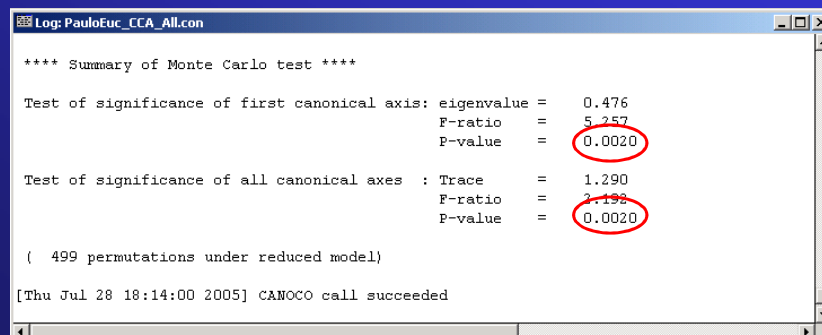 Log: PauloEuc_CCA_All.con
**** Summary of Monte Carlo test ****
Test of significance of first canonical axis: eigenvalue = 0.476
F-ratio = 5.257
P-value = 0.0020
Test of significance of all canonical axes : Trace = 1.290
F-ratio = 2.192
P-value = 0.0020
( 499 permutations under reduced model)
[Thu Jul 28 18:14:00 2005] CANOCO call succeeded